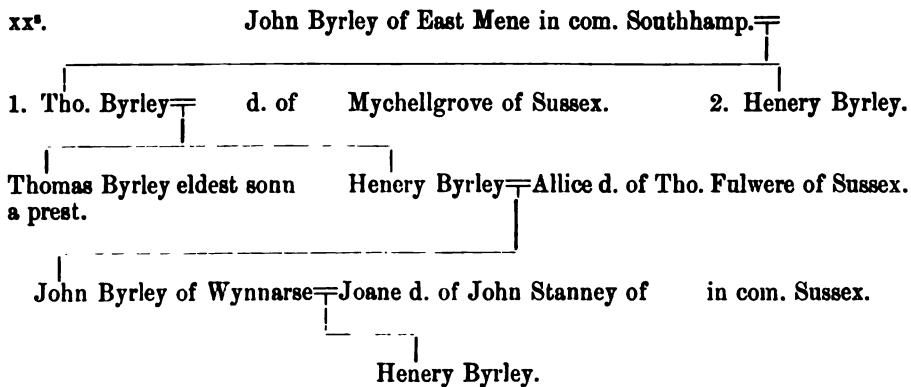 xxˢ. John Byrley of East Mene in com. Southhamp.
1. Tho. Byrley d. of Mychellgrove of Sussex. 2. Henery Byrley.
Thomas Byrley eldest sonn Henery Byrley Allice d. of Tho. Fulwere of Sussex.
a prest.
John Byrley of Wynnarse Joane d. of John Stanney of in com. Sussex.
Henery Byrley.